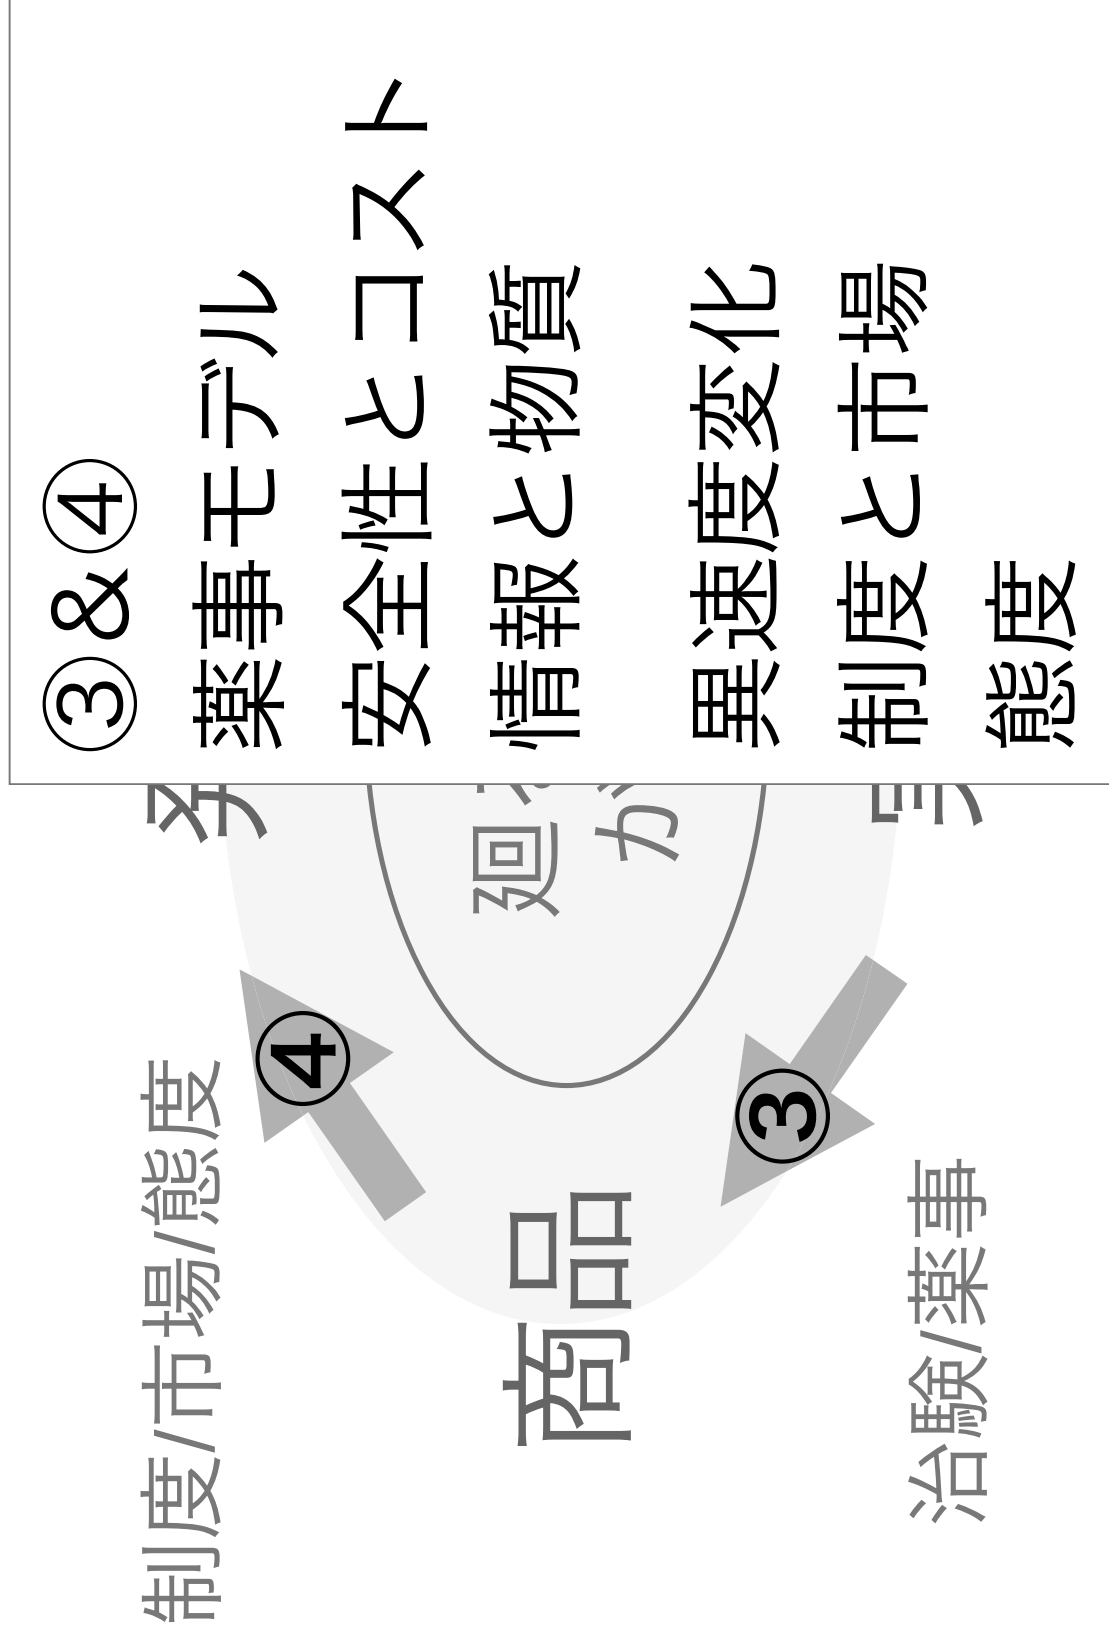 制度/市場/態度
④
商品
廻
が
③
治験/薬事
③&④
薬事モデル
安全性とコスト
情報と物質
異速度変化
制度と市場
態度